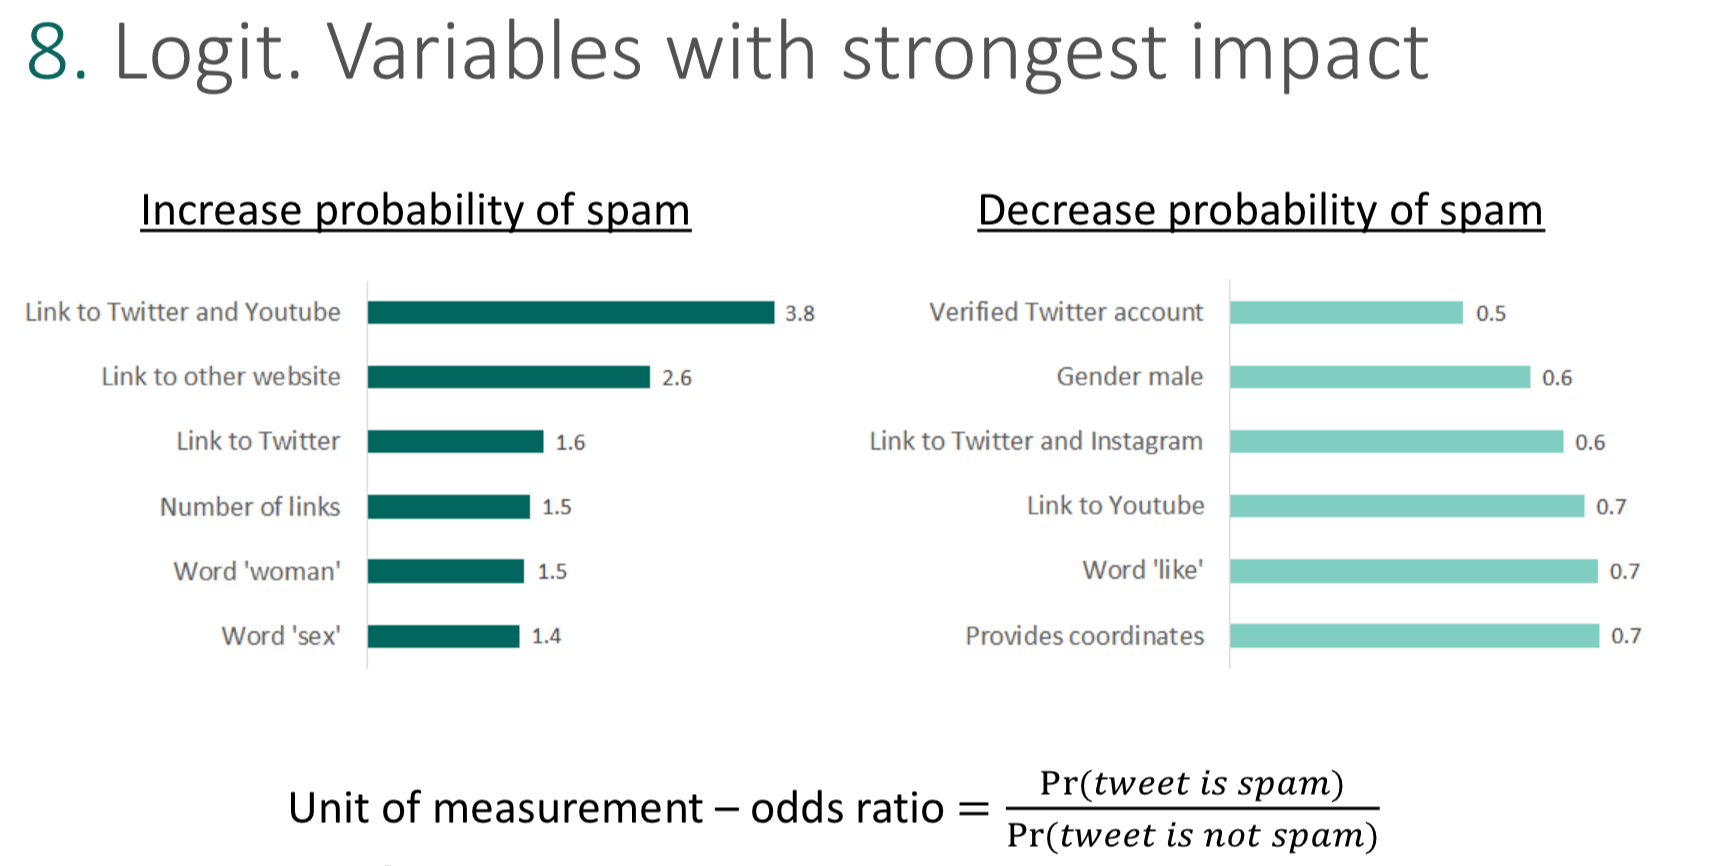 8. Logit. Variables with strongest impact
Increase probability of spam
Link to Twitter and Youtube 3.8
Link to other website 2.6
Link to Twitter 1.6
Number of links 1.5
Word 'woman' 1.5
Word 'sex' 1.4
Decrease probability of spam
Verified Twitter account 0.5
Gender male 0.6
Link to Twitter and Instagram 0.6
Link to Youtube 0.7
Word 'like' 0.7
Provides coordinates 0.7
Unit of measurement – odds ratio = Pr(tweet is spam)
Pr(tweet is not spam)